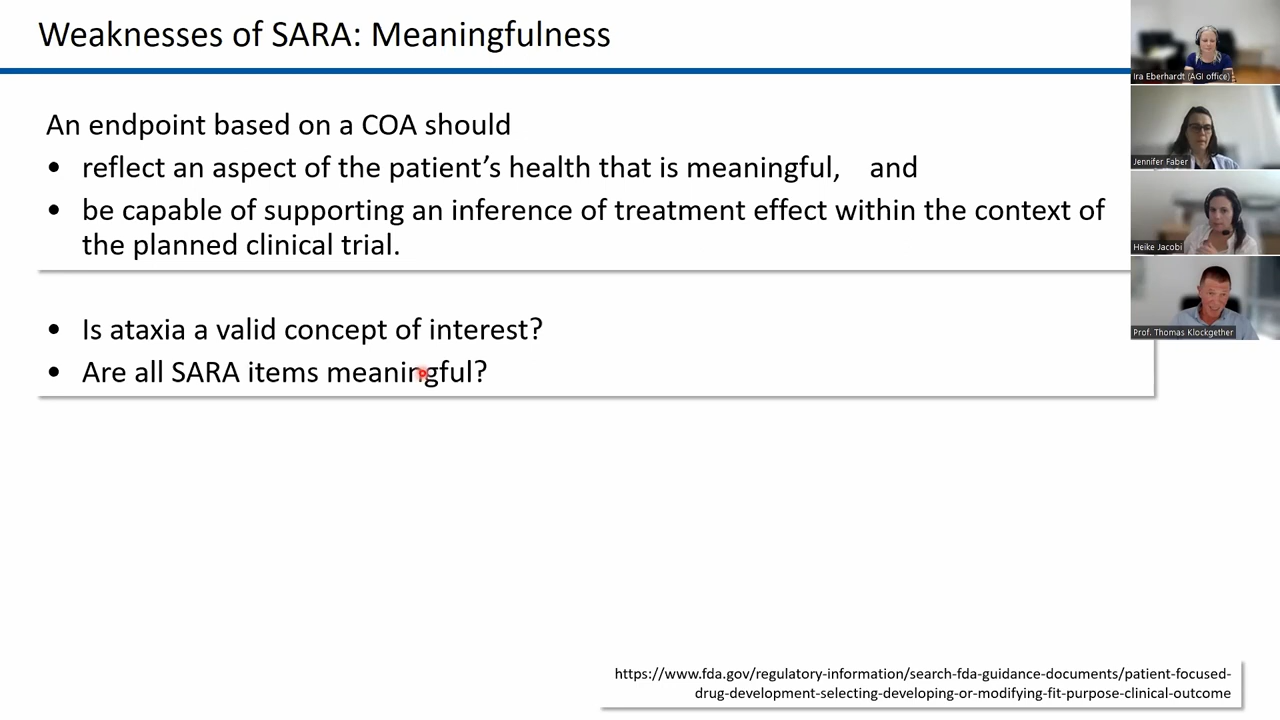 Weaknesses of SARA: Meaningfulness
An endpoint based on a COA should
• reflect an aspect of the patient’s health that is meaningful, and
• be capable of supporting an inference of treatment effect within the context of
the planned clinical trial.
• Is ataxia a valid concept of interest?
• Are all SARA items meaningful?
https://www.fda.gov/regulatory-information/search-fda-guidance-documents/patient-focused-
drug-development-selecting-developing-or-modifying-fit-purpose-clinical-outcome
Ira Eberhardt (AGI office)
Jennifer Faber
Heike Jacobi
Prof. Thomas Klockgether